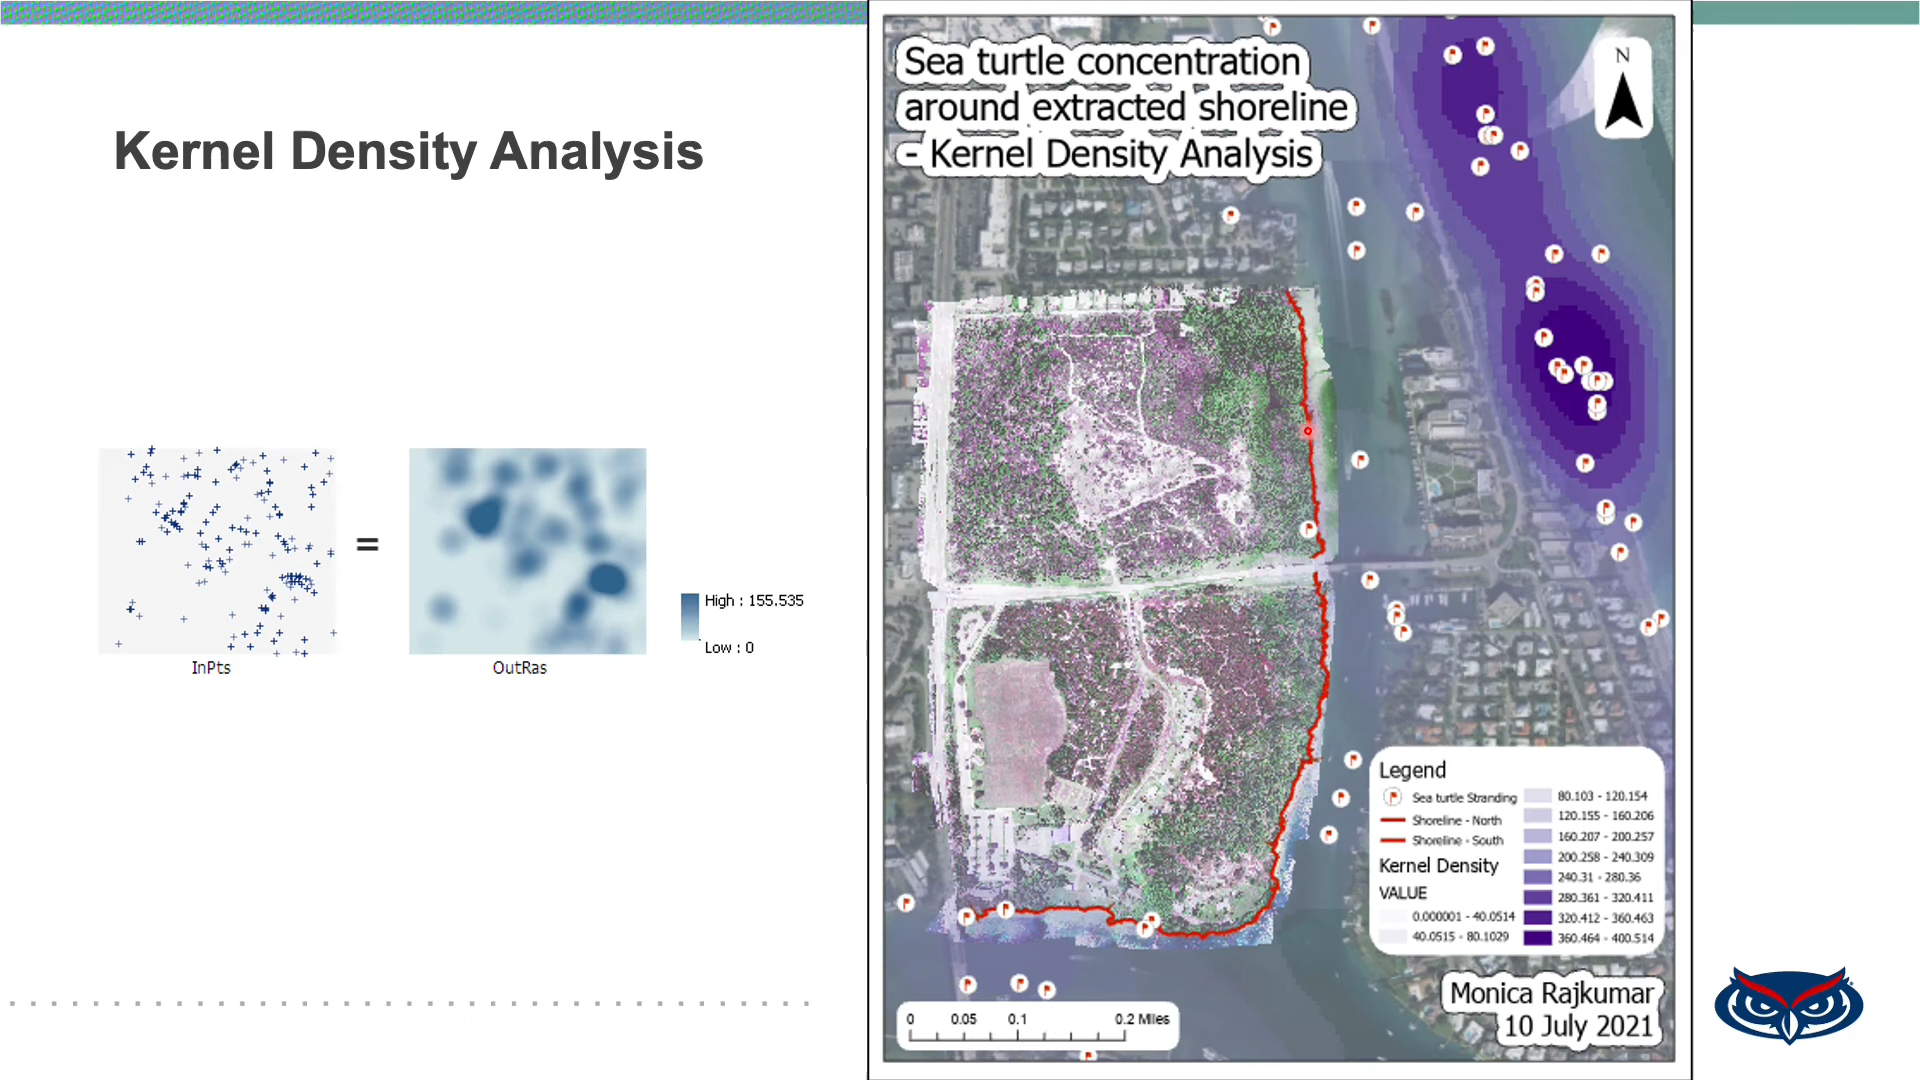 Kernel Density Analysis
InPts
=
OutRas
High : 155.535
Low : 0
Sea turtle concentration
around extracted shoreline
- Kernel Density Analysis
N
Legend
Sea turtle Stranding
Shoreline - North
Shoreline - South
Kernel Density
VALUE
0.000001 - 40.0514
40.0515 - 80.1029
80.103 - 120.154
120.155 - 160.206
160.207 - 200.257
200.258 - 240.309
240.31 - 280.36
280.361 - 320.411
320.412 - 360.463
360.464 - 400.514
0 0.05 0.1 0.2 Miles
Monica Rajkumar
10 July 2021